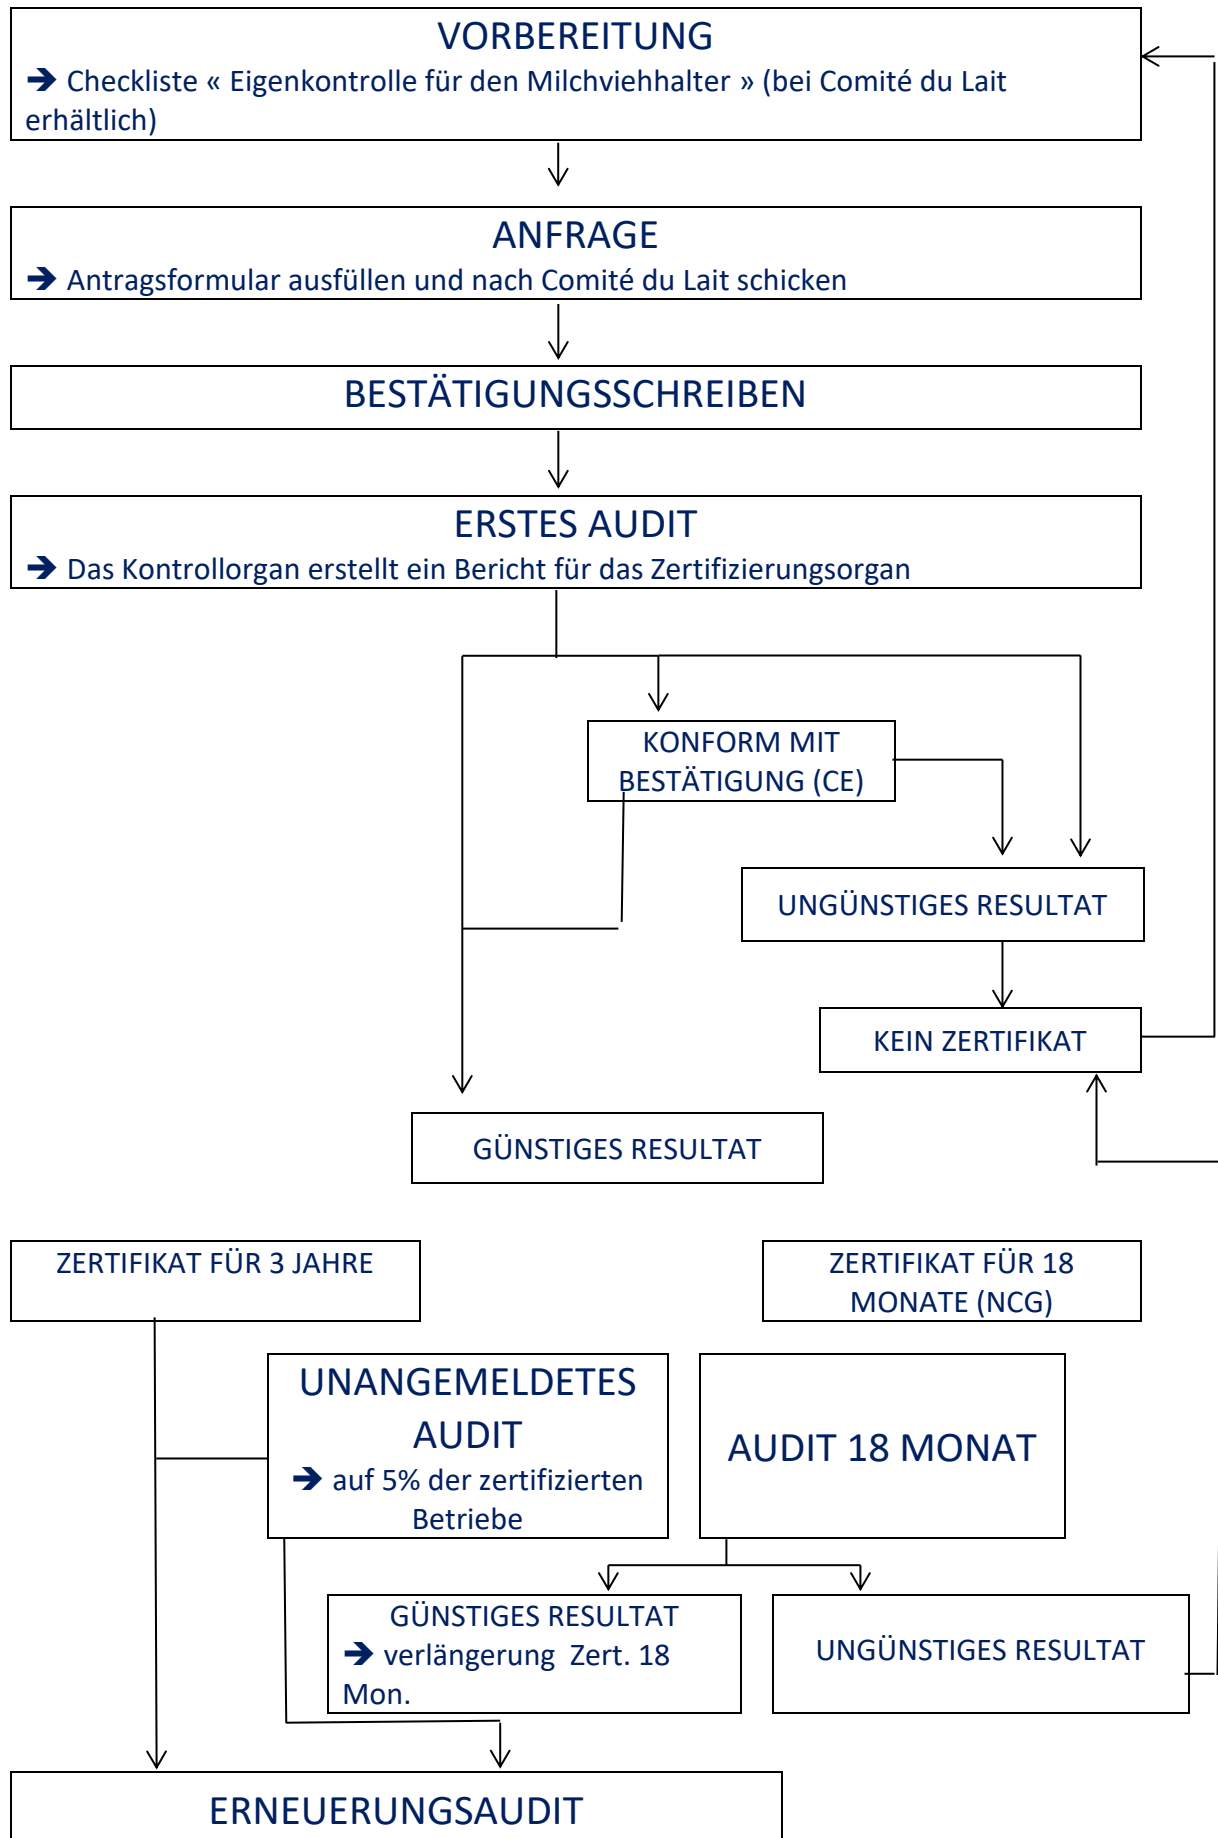 VORBEREITUNG
➔ Checkliste « Eigenkontrolle für den Milchviehhalter » (bei Comité du Lait
erhältlich)
ANFRAGE
➔ Antragsformular ausfüllen und nach Comité du Lait schicken
BESTÄTIGUNGSSCHREIBEN
ERSTES AUDIT
➔ Das Kontrollorgan erstellt ein Bericht für das Zertifizierungsorgan
KONFORM MIT
BESTÄTIGUNG (CE)
UNGÜNSTIGES RESULTAT
KEIN ZERTIFIKAT
GÜNSTIGES RESULTAT
ZERTIFIKAT FÜR 3 JAHRE
ZERTIFIKAT FÜR 18
MONATE (NCG)
UNANGEMELDETES
AUDIT
➔ auf 5% der zertifizierten
Betriebe
AUDIT 18 MONAT
GÜNSTIGES RESULTAT
➔ verlängerung Zert. 18
Mon.
UNGÜNSTIGES RESULTAT
ERNEUERUNGSAUDIT